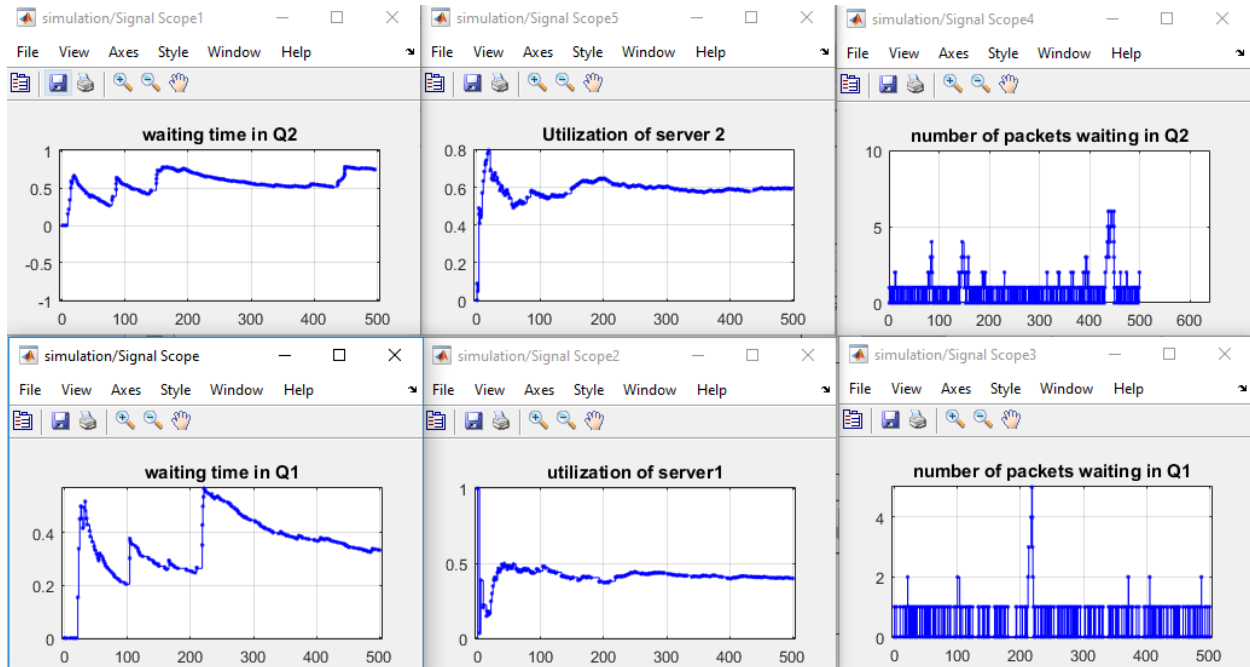 simulation/Signal Scope1
File View Axes Style Window Help
waiting time in Q2
1
0.5
0
-0.5
-1
0 100 200 300 400 500
simulation/Signal Scope5
File View Axes Style Window Help
Utilization of server 2
0.8
0.6
0.4
0.2
0
0 100 200 300 400 500
simulation/Signal Scope4
File View Axes Style Window Help
number of packets waiting in Q2
10
5
0
0 100 200 300 400 500 600
simulation/Signal Scope
File View Axes Style Window Help
waiting time in Q1
0.4
0.2
0
0 100 200 300 400 500
simulation/Signal Scope2
File View Axes Style Window Help
utilization of server1
1
0.5
0
0 100 200 300 400 500
simulation/Signal Scope3
File View Axes Style Window Help
number of packets waiting in Q1
4
2
0
0 100 200 300 400 500